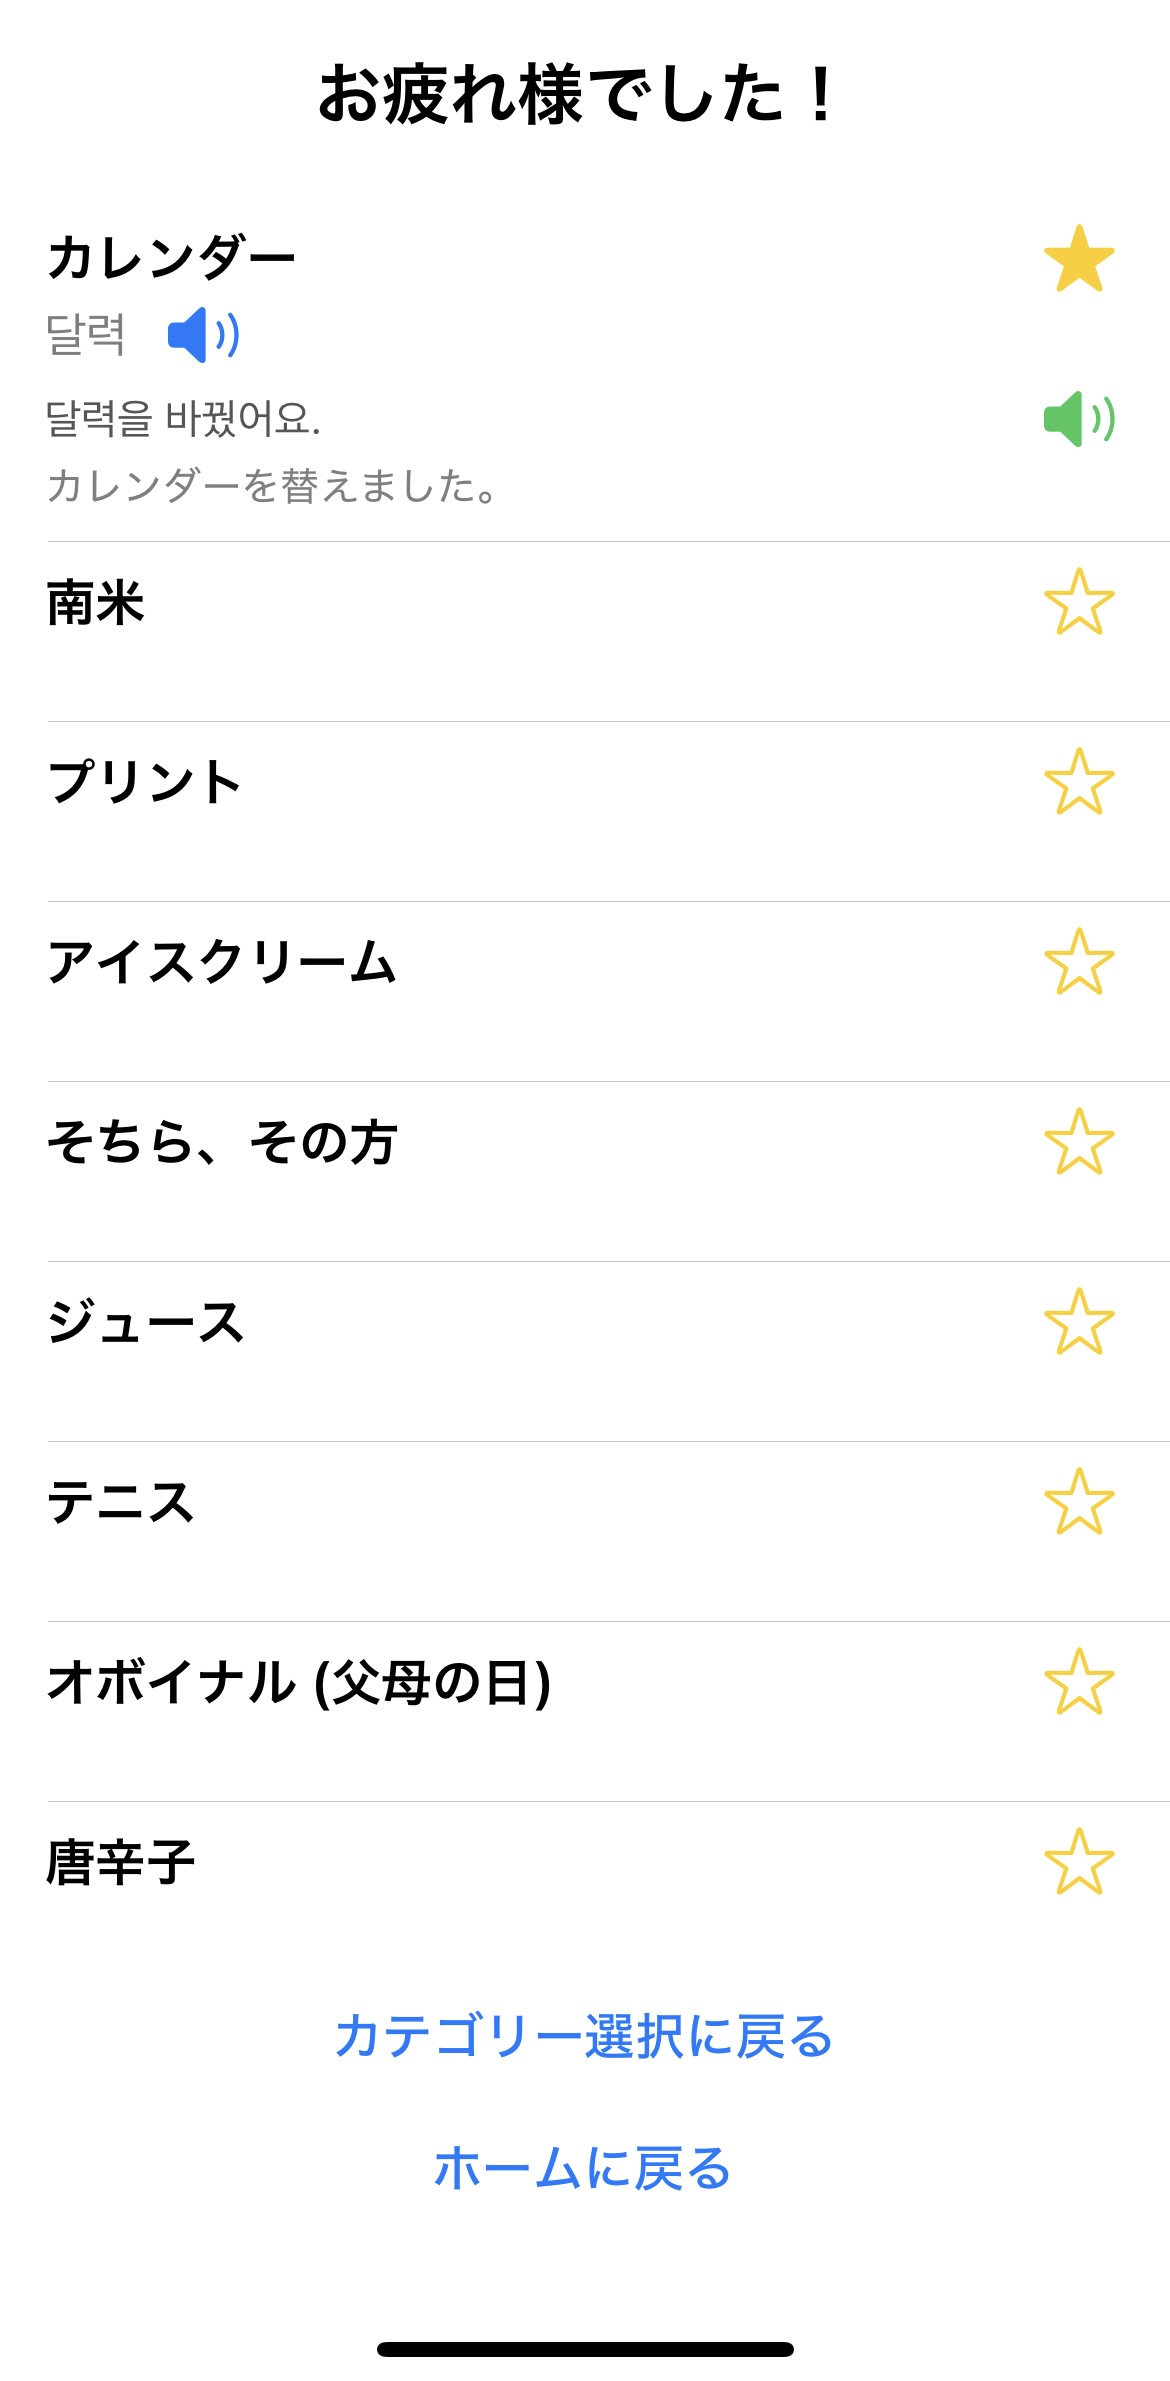 お疲れ様でした！
カレンダー
달력
달력을 바꿨어요.
カレンダーを替えました。
南米
プリント
アイスクリーム
そちら、その方
ジュース
テニス
オボイナル (父母の日)
唐辛子
カテゴリー選択に戻る
ホームに戻る